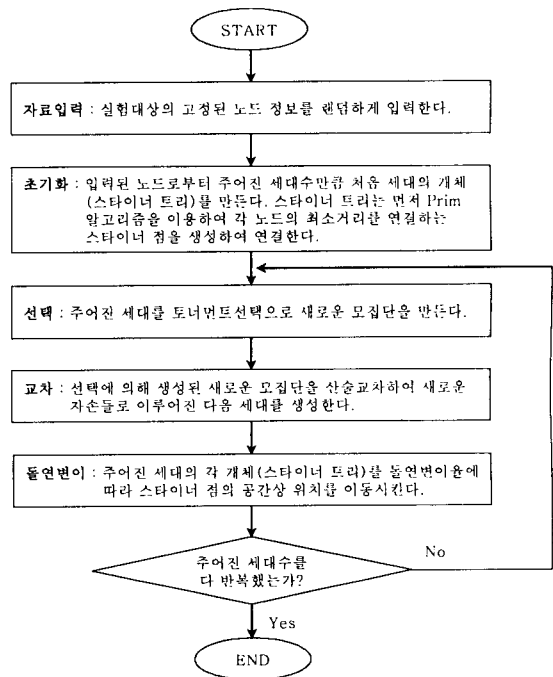 START
자료입력 : 실험대상의 고정된 노드 정보를 랜덤하게 입력한다.
초기화 : 입력된 노드로부터 주어진 세대수만큼 처음 세대의 개체
(스타이너 트리)를 만든다. 스타이너 트리는 먼저 Prim
알고리즘을 이용하여 각 노드의 최소거리를 연결하는
스타이너 점을 생성하여 연결한다.
선택 : 주어진 세대를 토너먼트선택으로 새로운 모집단을 만든다.
교차 : 선택에 의해 생성된 새로운 모집단을 산술교차하여 새로운
자손들로 이루어진 다음 세대를 생성한다.
돌연변이 : 주어진 세대의 각 개체(스타이너 트리)를 돌연변이율에
따라 스타이너 점의 공간상 위치를 이동시킨다.
주어진 세대수를
다 반복했는가?
No
Yes
END